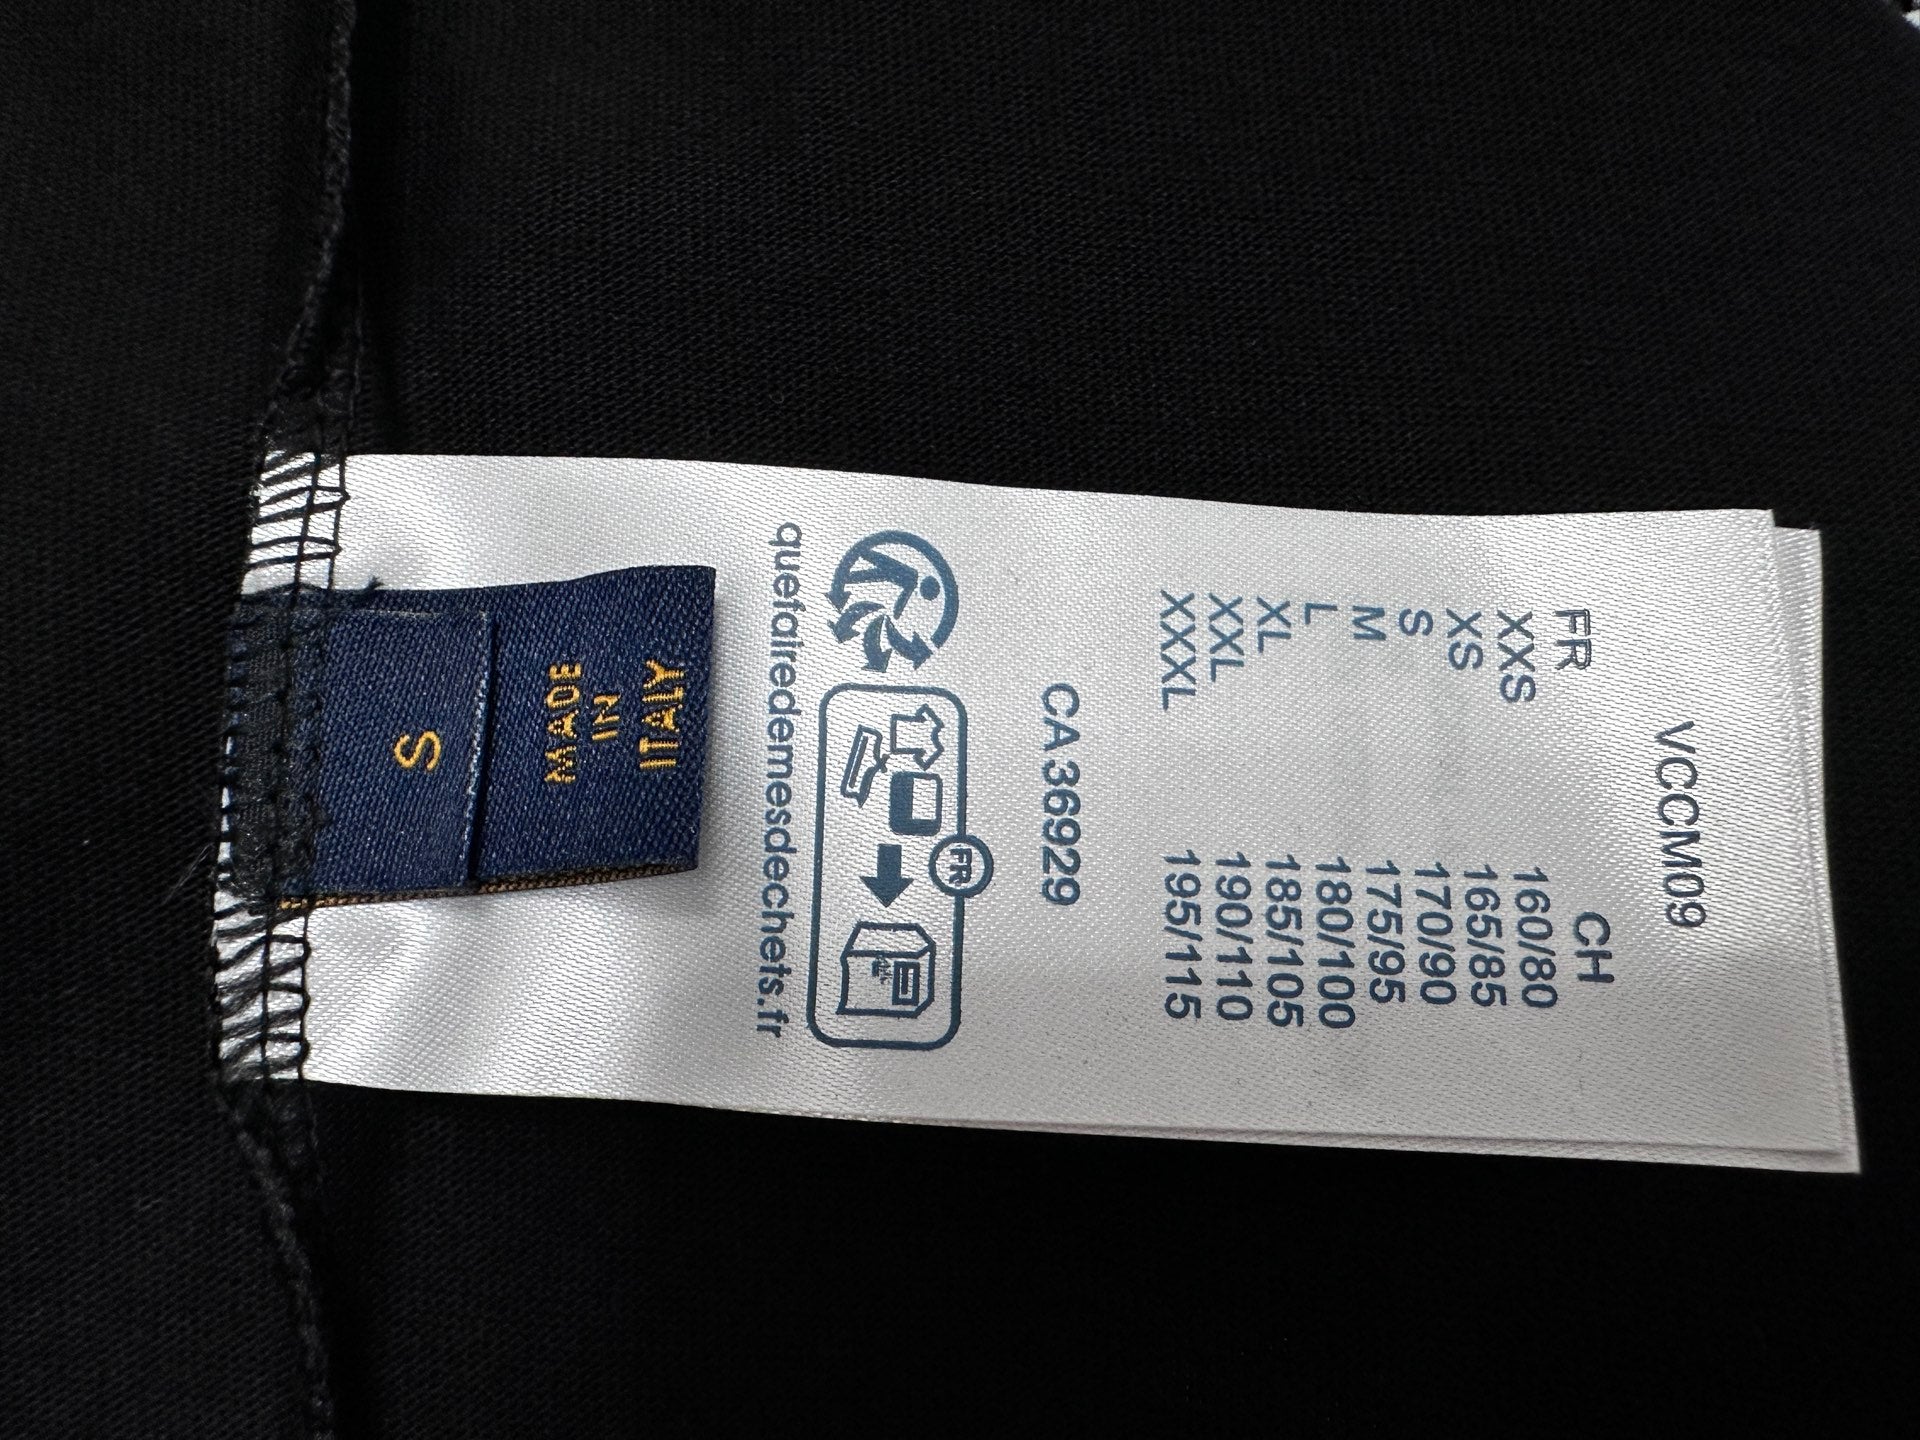 VCCM09
FR CH
XXS 160/80
XS 165/85
S 170/90
M 175/95
L 180/100
XL 185/105
XXL 190/110
XXXL 195/115
CA 36929
FR
quefairedemesdechets.fr
S
MADE
IN
ITALY